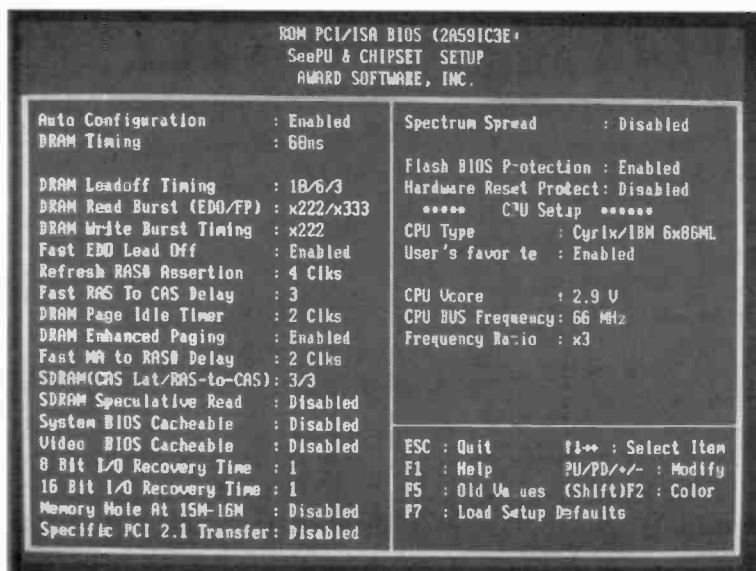 ROM PCI/ISA BIOS (2A59IC3E
SeePU & CHIPSET SETUP
AWARD SOFTWARE, INC.
Auto Configuration : Enabled
DRAM Timing : 60ns
DRAM Leadoff Timing : 10/6/3
DRAM Read Burst (EDO/FP) : x222/x333
DRAM Write Burst Timing : x222
Fast EDO Lead Off : Enabled
Refresh RAS# Assertion : 4 Clks
Fast RAS To CAS Delay : 3
DRAM Page Idle Timer : 2 Clks
DRAM Enhanced Paging : Enabled
Fast MA to RAS# Delay : 2 Clks
SDRAM(CAS Lat/RAS-to-CAS): 3/3
SDRAM Speculative Read : Disabled
System BIOS Cacheable : Disabled
Video BIOS Cacheable : Disabled
8 Bit I/O Recovery Time : 1
16 Bit I/O Recovery Time : 1
Memory Hole At 15M-16M : Disabled
Specific PCI 2.1 Transfer: Disabled
Spectrum Spread : Disabled
Flash BIOS Protection : Enabled
Hardware Reset Protect: Disabled
***** CPU Setup ******
CPU Type : Cyrix/IBM 6x86ML
User's favor te : Enabled
CPU Vcore : 2.9 V
CPU BUS Frequency: 66 MHz
Frequency Ratio : x3
ESC : Quit ↑↓→← : Select Item
F1 : Help PU/PD/+/- : Modify
F5 : Old Values (Shift)F2 : Color
F7 : Load Setup Defaults